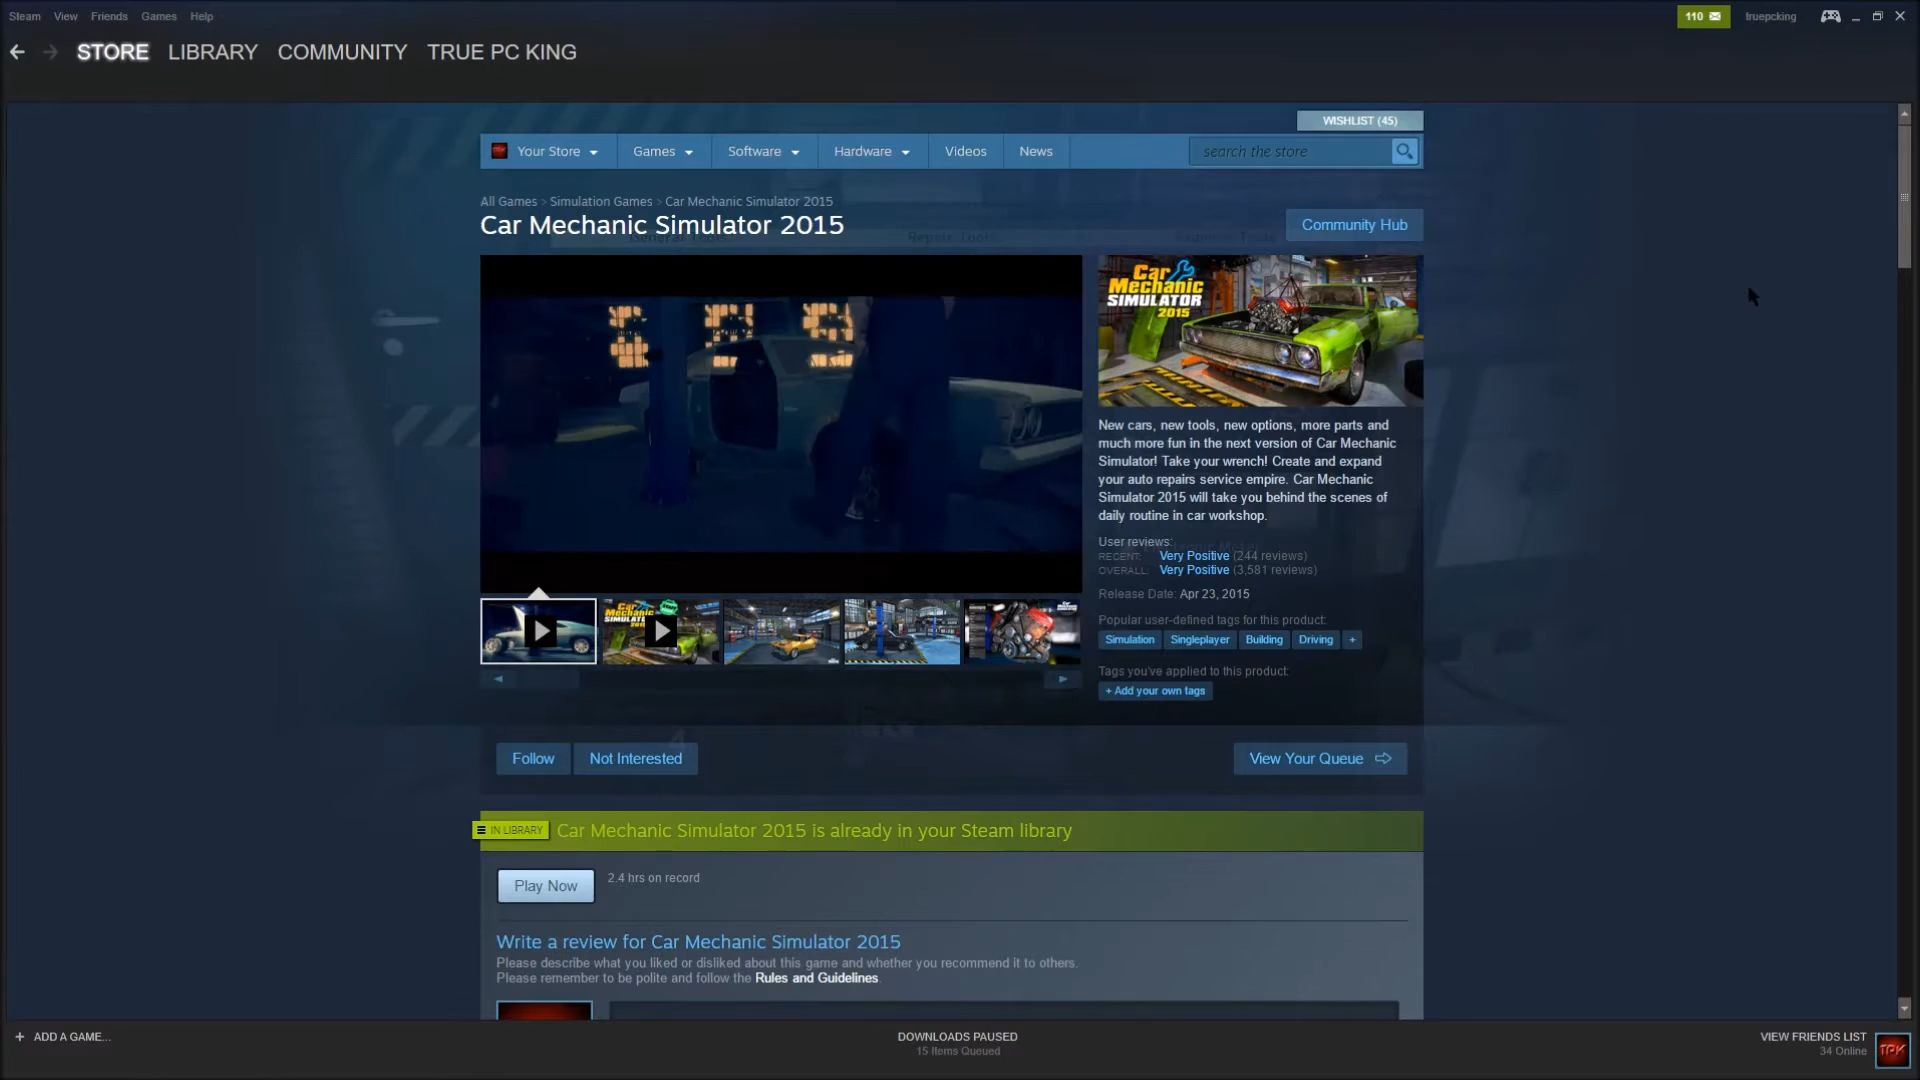 Steam View Friends Games Help
110
truepcking
STORE LIBRARY COMMUNITY TRUE PC KING
WISHLIST (45)
Your Store Games Software Hardware Videos News
search the store
All Games > Simulation Games > Car Mechanic Simulator 2015
Car Mechanic Simulator 2015
Community Hub
General Tools Repair Tools
Car Mechanic SIMULATOR 2015
New cars, new tools, new options, more parts and
much more fun in the next version of Car Mechanic
Simulator! Take your wrench! Create and expand
your auto repairs service empire. Car Mechanic
Simulator 2015 will take you behind the scenes of
daily routine in car workshop.
User reviews:
RECENT: Very Positive (244 reviews)
OVERALL: Very Positive (3,581 reviews)
Release Date: Apr 23, 2015
Popular user-defined tags for this product:
Simulation Singleplayer Building Driving +
Tags you've applied to this product:
+ Add your own tags
Follow Not Interested
View Your Queue
IN LIBRARY Car Mechanic Simulator 2015 is already in your Steam library
Play Now 2.4 hrs on record
Write a review for Car Mechanic Simulator 2015
Please describe what you liked or disliked about this game and whether you recommend it to others.
Please remember to be polite and follow the Rules and Guidelines.
+ ADD A GAME...
DOWNLOADS PAUSED
15 Items Queued
VIEW FRIENDS LIST
34 Online
TPK